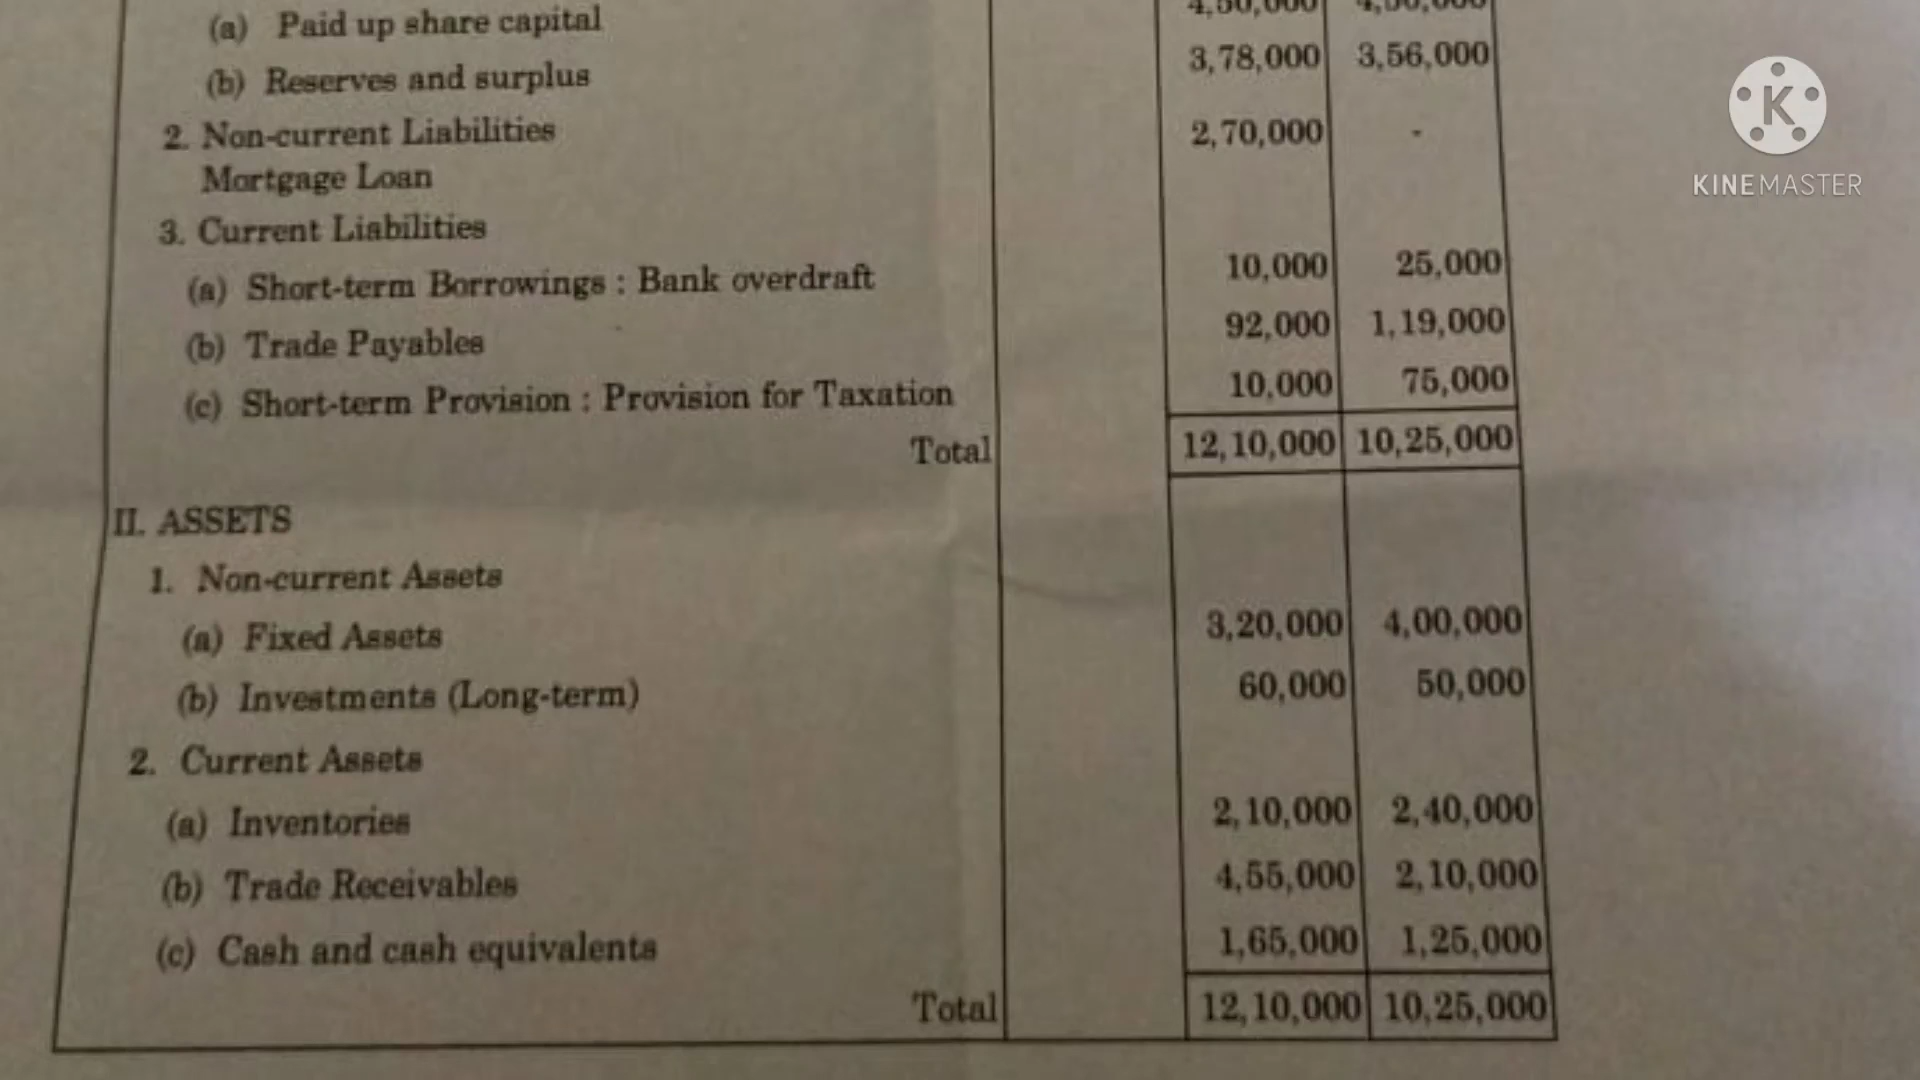 (a) Paid up share capital 4,50,000
(b) Reserves and surplus 3,78,000 3,56,000
2. Non-current Liabilities 2,70,000 -
Mortgage Loan
3. Current Liabilities
(a) Short-term Borrowings : Bank overdraft 10,000 25,000
(b) Trade Payables 92,000 1,19,000
(c) Short-term Provision : Provision for Taxation 10,000 75,000
Total 12,10,000 10,25,000
II. ASSETS
1. Non-current Assets
(a) Fixed Assets 3,20,000 4,00,000
(b) Investments (Long-term) 60,000 50,000
2. Current Assets
(a) Inventories 2,10,000 2,40,000
(b) Trade Receivables 4,55,000 2,10,000
(c) Cash and cash equivalents 1,65,000 1,25,000
Total 12,10,000 10,25,000
K
KINEMASTER